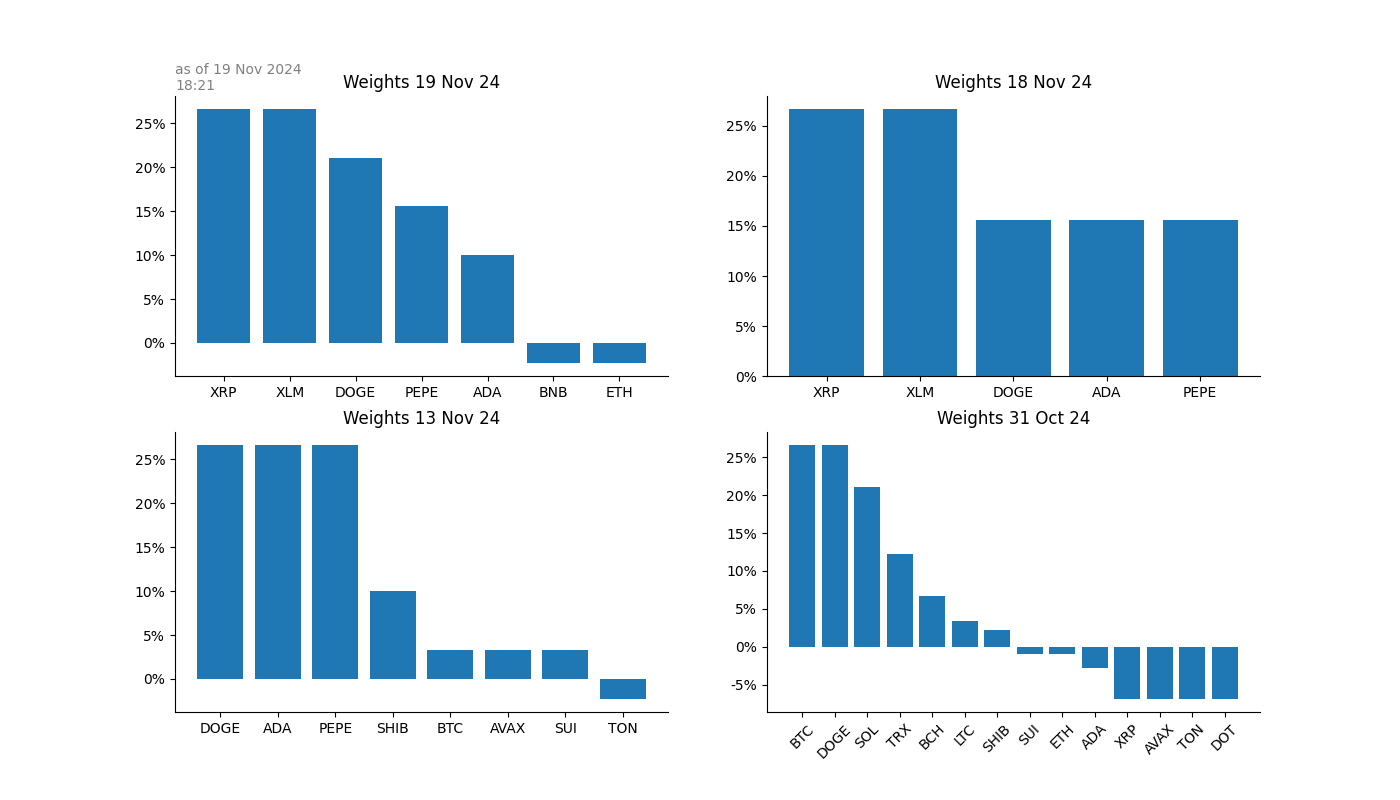 as of 19 Nov 2024
18:21
Weights 19 Nov 24
25%
20%
15%
10%
5%
0%
XRP XLM DOGE PEPE ADA BNB ETH
Weights 18 Nov 24
25%
20%
15%
10%
5%
0%
XRP XLM DOGE ADA PEPE
Weights 13 Nov 24
25%
20%
15%
10%
5%
0%
DOGE ADA PEPE SHIB BTC AVAX SUI TON
Weights 31 Oct 24
25%
20%
15%
10%
5%
0%
-5%
BTC DOGE SOL TRX BCH LTC SHIB SUI ETH ADA XRP AVAX TON DOT